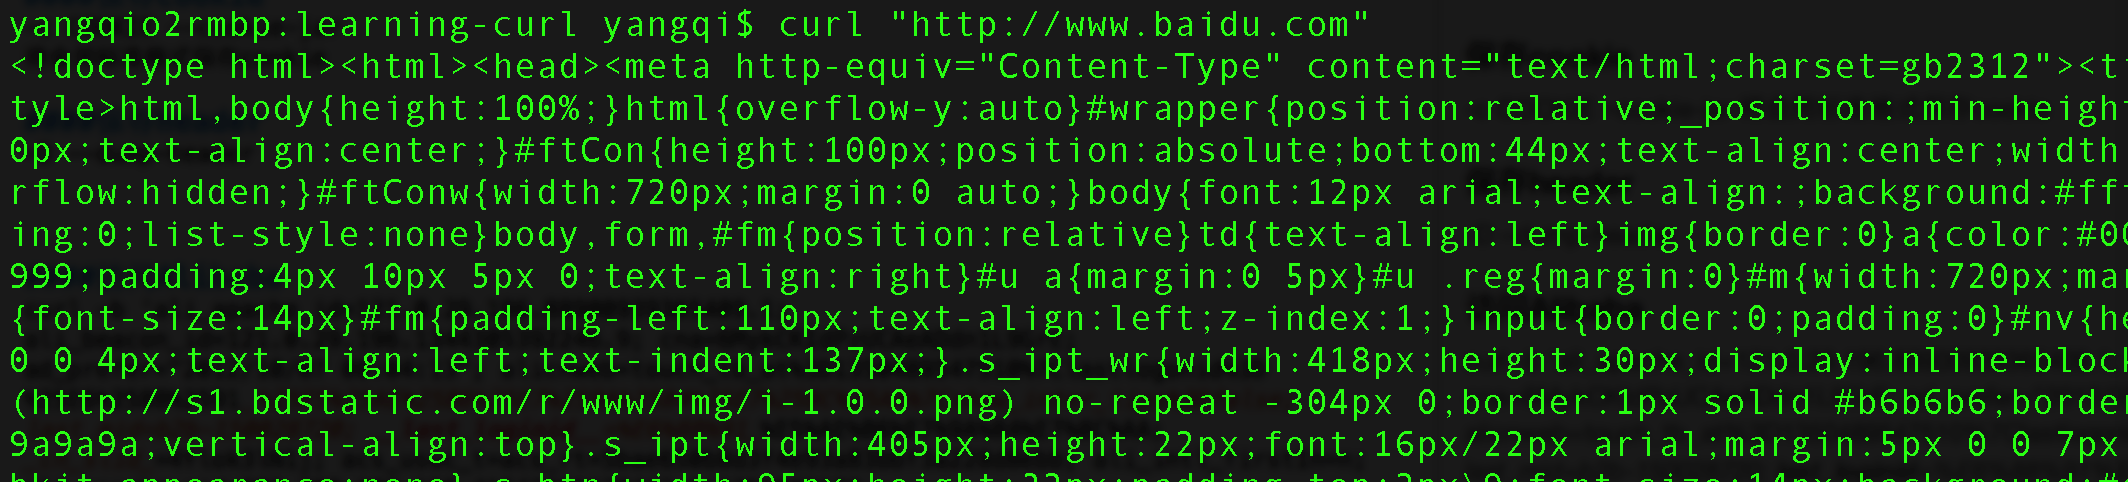 yangqio2rmbp:learning-curl yangqi$ curl "http://www.baidu.com"
<!doctype html><html><head><meta http-equiv="Content-Type" content="text/html;charset=gb2312"><ti
tyle>html,body{height:100%;}html{overflow-y:auto}#wrapper{position:relative;_position:;min-height
0px;text-align:center;}#ftCon{height:100px;position:absolute;bottom:44px;text-align:center;width
rflow:hidden;}#ftConw{width:720px;margin:0 auto;}body{font:12px arial;text-align:;background:#fff
ing:0;list-style:none}body,form,#fm{position:relative}td{text-align:left}img{border:0}a{color:#00
999;padding:4px 10px 5px 0;text-align:right}#u a{margin:0 5px}#u .reg{margin:0}#m{width:720px;mar
{font-size:14px}#fm{padding-left:110px;text-align:left;z-index:1;}input{border:0;padding:0}#nv{he
0 0 4px;text-align:left;text-indent:137px;}.s_ipt_wr{width:418px;height:30px;display:inline-block
(http://s1.bdstatic.com/r/www/img/i-1.0.0.png) no-repeat -304px 0;border:1px solid #b6b6b6;border
9a9a9a;vertical-align:top}.s_ipt{width:405px;height:22px;font:16px/22px arial;margin:5px 0 0 7px